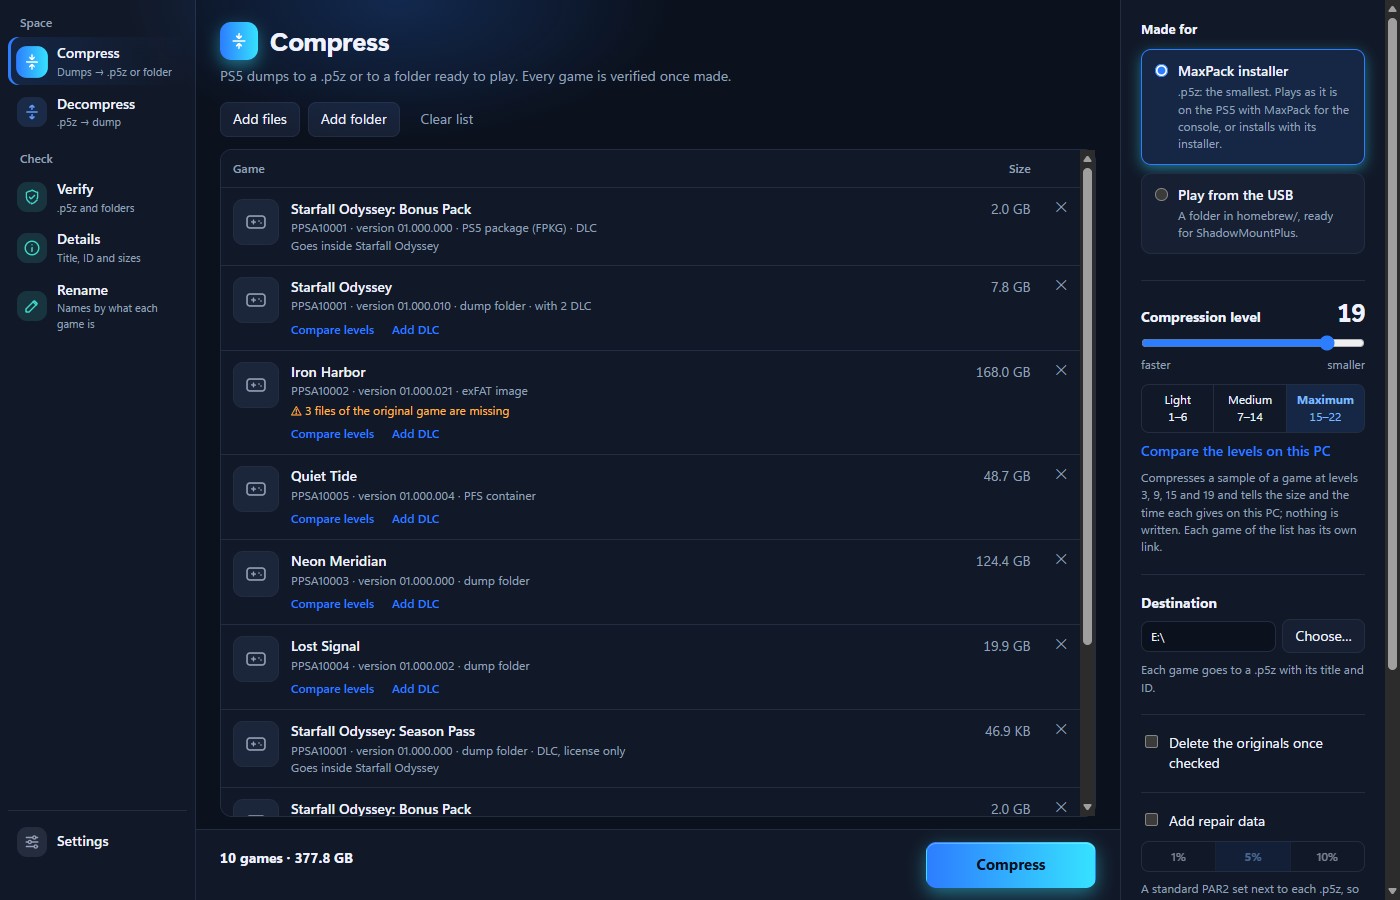 Space
Compress
Dumps → .p5z or folder
Decompress
.p5z → dump
Check
Verify
.p5z and folders
Details
Title, ID and sizes
Rename
Names by what each
game is
Settings
Compress
PS5 dumps to a .p5z or to a folder ready to play. Every game is verified once made.
Add files
Add folder
Clear list
Game
Size
Starfall Odyssey: Bonus Pack
2.0 GB
PPSA10001 · version 01.000.000 · PS5 package (FPKG) · DLC
Goes inside Starfall Odyssey
Starfall Odyssey
7.8 GB
PPSA10001 · version 01.000.010 · dump folder · with 2 DLC
Compare levels
Add DLC
Iron Harbor
168.0 GB
PPSA10002 · version 01.000.021 · exFAT image
⚠ 3 files of the original game are missing
Compare levels
Add DLC
Quiet Tide
48.7 GB
PPSA10005 · version 01.000.004 · PFS container
Compare levels
Add DLC
Neon Meridian
124.4 GB
PPSA10003 · version 01.000.000 · dump folder
Compare levels
Add DLC
Lost Signal
19.9 GB
PPSA10004 · version 01.000.002 · dump folder
Compare levels
Add DLC
Starfall Odyssey: Season Pass
46.9 KB
PPSA10001 · version 01.000.000 · dump folder · DLC, license only
Goes inside Starfall Odyssey
Starfall Odyssey: Bonus Pack
2.0 GB
10 games · 377.8 GB
Compress
Made for
MaxPack installer
.p5z: the smallest. Plays as it is
on the PS5 with MaxPack for the
console, or installs with its
installer.
Play from the USB
A folder in homebrew/, ready
for ShadowMountPlus.
Compression level
19
faster
smaller
Light
1–6
Medium
7–14
Maximum
15–22
Compare the levels on this PC
Compresses a sample of a game at levels
3, 9, 15 and 19 and tells the size and the
time each gives on this PC; nothing is
written. Each game of the list has its own
link.
Destination
E:\
Choose...
Each game goes to a .p5z with its title and
ID.
Delete the originals once
checked
Add repair data
1%
5%
10%
A standard PAR2 set next to each .p5z, so